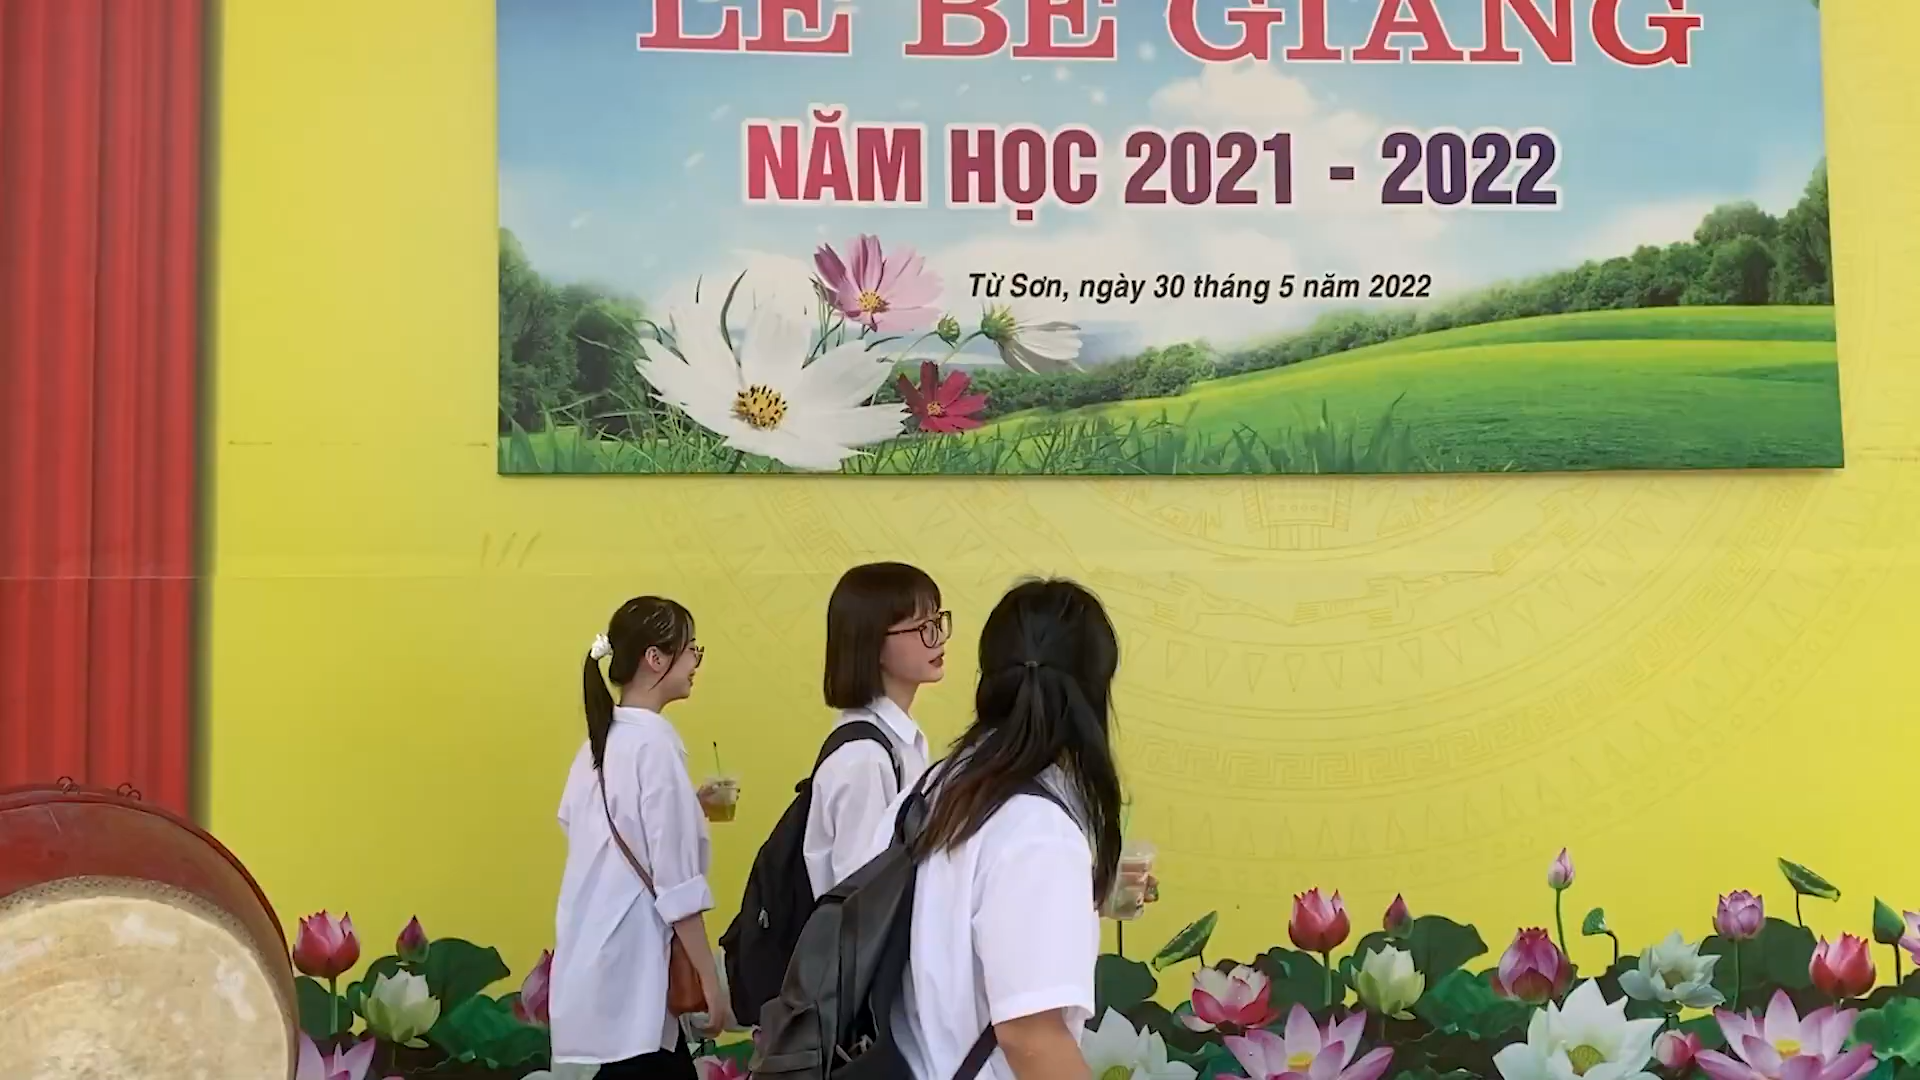 LỄ BẾ GIẢNG
NĂM HỌC 2021 - 2022
Từ Sơn, ngày 30 tháng 5 năm 2022